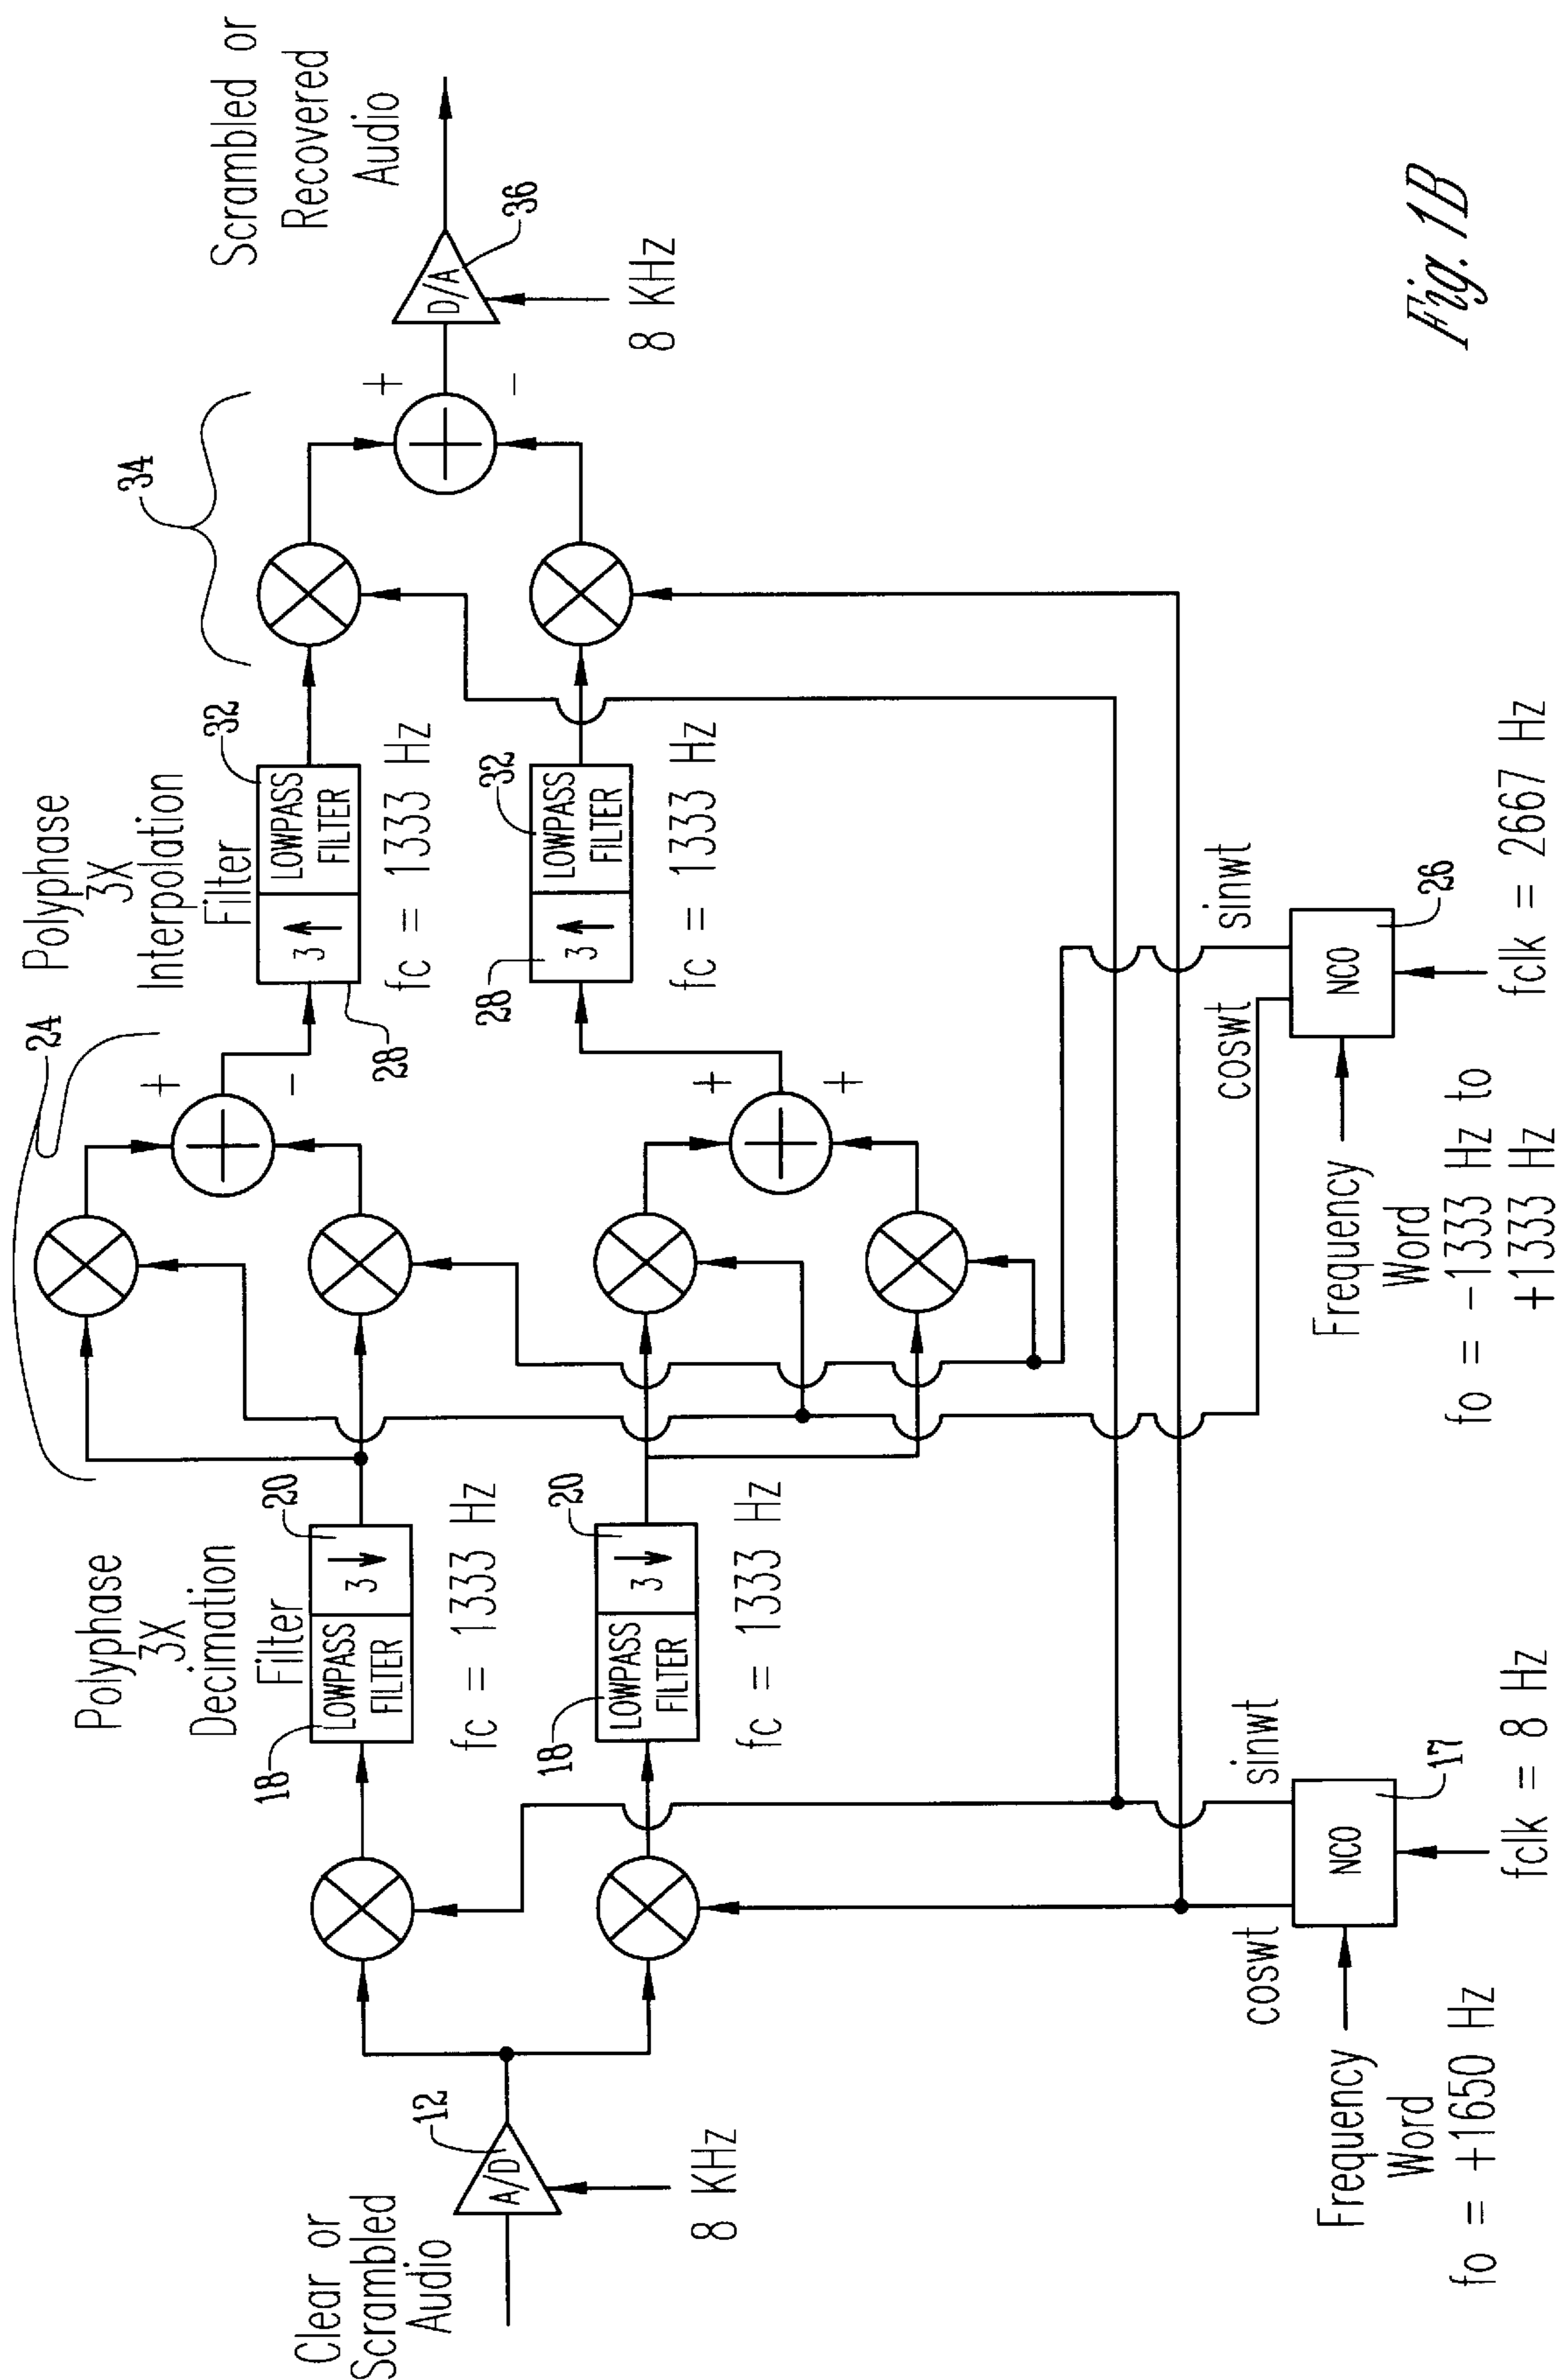 Clear or
Scrambled
Audio
A/D
12
8 KHz
18
LOWPASS
FILTER
3
20
Polyphase
3X
Decimation
Filter
fc = 1333 Hz
18
LOWPASS
FILTER
3
20
fc = 1333 Hz
24
+
-
+
+
Polyphase
3X
Interpolation
Filter
28
3
LOWPASS
FILTER
32
fc = 1333 Hz
28
3
LOWPASS
FILTER
32
fc = 1333 Hz
34
+
-
D/A
36
8 KHz
Scrambled or
Recovered
Audio
coswt
sinwt
NCO
17
Frequency
Word
fo = +1650 Hz
fclk = 8 Hz
coswt
sinwt
NCO
26
Frequency
Word
fo = -1333 Hz to
+1333 Hz
fclk = 2667 Hz
Fig. 1B